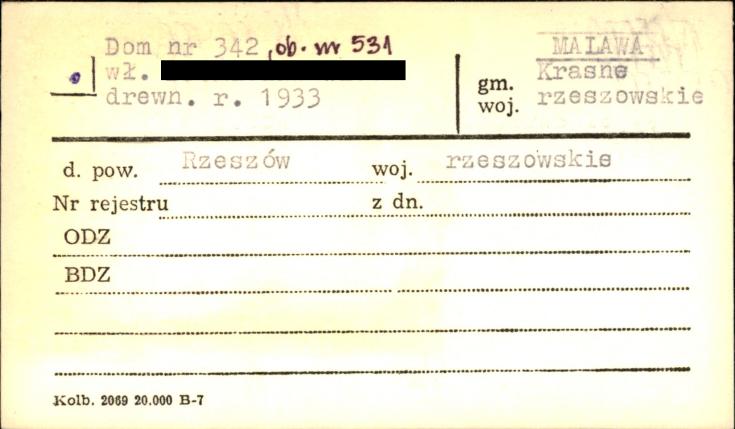 Dom nr 342, ob. nr 531
wł.
drewn. r. 1933
MALAWA
gm. Krasne
woj. rzeszowskie
d. pow. Rzeszów woj. rzeszowskie
Nr rejestru z dn.
ODZ
BDZ
Kolb. 2069 20.000 B-7